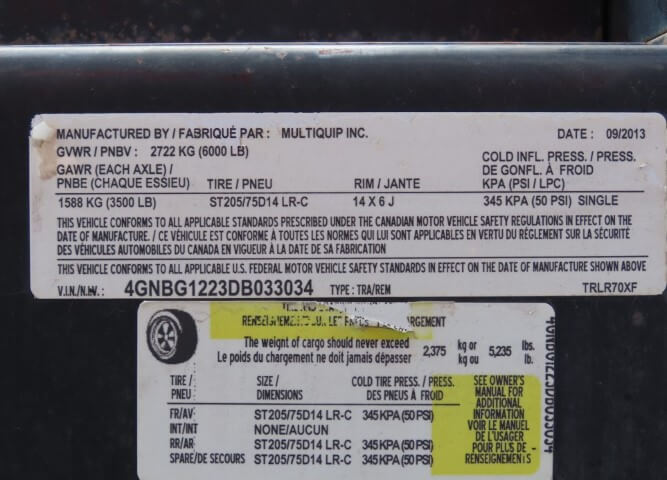 MANUFACTURED BY / FABRIQUÉ PAR : MULTIQUIP INC. DATE : 09/2013
GVWR / PNBV : 2722 KG (6000 LB)
GAWR (EACH AXLE) / COLD INFL. PRESS. / PRESS.
DE GONFL. À FROID
PNBE (CHAQUE ESSIEU) TIRE / PNEU RIM / JANTE KPA (PSI / LPC)
1588 KG (3500 LB) ST205/75D14 LR-C 14 X 6 J 345 KPA (50 PSI) SINGLE
THIS VEHICLE CONFORMS TO ALL APPLICABLE STANDARDS PRESCRIBED UNDER THE CANADIAN MOTOR VEHICLE SAFETY REGULATIONS IN EFFECT ON THE
DATE OF MANUFACTURE. / CE VÉHICULE EST CONFORME À TOUTES LES NORMES QUI LUI SONT APPLICABLES EN VERTU DU RÈGLEMENT SUR LA SÉCURITÉ
DES VÉHICULES AUTOMOBILES DU CANADA EN VIGUEUR À LA DATE DE SA FABRICATION
THIS VEHICLE CONFORMS TO ALL APPLICABLE U.S. FEDERAL MOTOR VEHICLE SAFETY STANDARDS IN EFFECT ON THE DATE OF MANUFACTURE.
V.I.N./N.I.V.: 4GNBG1223DB033034 TYPE : TRA/REM TRLR70XF
The weight of cargo should never exceed 2,375 kg or 5,235 lbs.
Le poids du chargement ne doit jamais dépasser kg ou lb.
TIRE / SIZE / COLD TIRE PRESS. / PRESS.
PNEU DIMENSIONS DES PNEUS À FROID
FR/AV ST205/75D14 LR-C 345 KPA (50 PSI)
INT/INT NONE/AUCUN
RR/AR ST205/75D14 LR-C 345 KPA (50 PSI)
SPARE/DE SECOURS ST205/75D14 LR-C 345 KPA (50 PSI)
SEE OWNER'S
MANUAL FOR
ADDITIONAL
INFORMATION
VOIR LE MANUEL
DE L'USAGER
POUR PLUS DE
RENSEIGNEMENTS
4GNBG1223DB033034